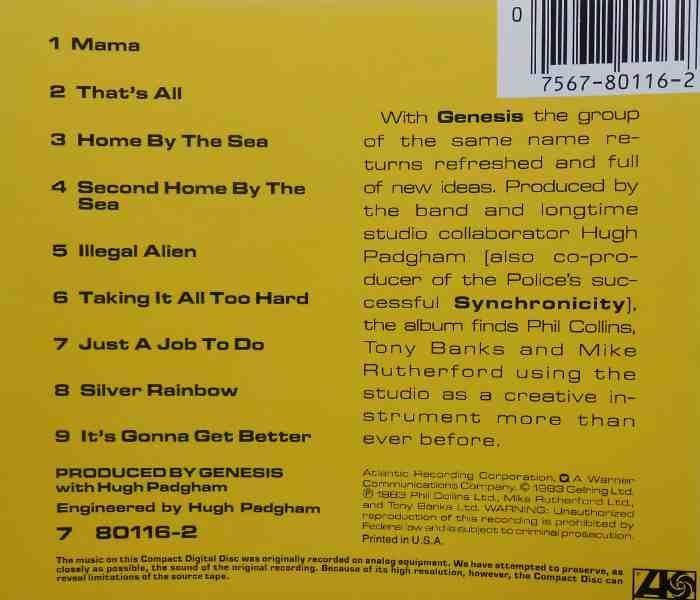 1 Mama
2 That's All
3 Home By The Sea
4 Second Home By The
Sea
5 Illegal Alien
6 Taking It All Too Hard
7 Just A Job To Do
8 Silver Rainbow
9 It's Gonna Get Better
PRODUCED BY GENESIS
with Hugh Padgham
Engineered by Hugh Padgham
7 80116-2
0
7567-80116-2
With Genesis the group
of the same name re-
turns refreshed and full
of new ideas. Produced by
the band and longtime
studio collaborator Hugh
Padgham [also co-pro-
ducer of the Police's suc-
cessful Synchronicity],
the album finds Phil Collins,
Tony Banks and Mike
Rutherford using the
studio as a creative in-
strument more than
ever before.
Atlantic Recording Corporation, A Warner
Communications Company. © 1983 Gelring Ltd.
℗ 1983 Phil Collins Ltd., Mike Rutherford Ltd.,
and Tony Banks Ltd. WARNING: Unauthorized
reproduction of this recording is prohibited by
Federal law and is subject to criminal prosecution.
Printed in U.S.A.
The music on this Compact Digital Disc was originally recorded on analog equipment. We have attempted to preserve, as
closely as possible, the sound of the original recording. Because of its high resolution, however, the Compact Disc can
reveal limitations of the source tape.